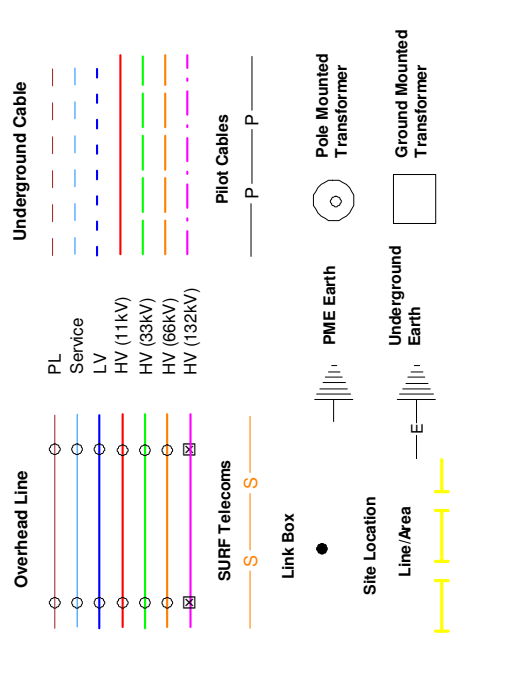 Overhead Line
Underground Cable
PL
Service
LV
HV (11kV)
HV (33kV)
HV (66kV)
HV (132kV)
SURF Telecoms
Pilot Cables
S S
P P
Link Box
PME Earth
Pole Mounted
Transformer
Site Location
Line/Area
Underground
Earth
Ground Mounted
Transformer
E